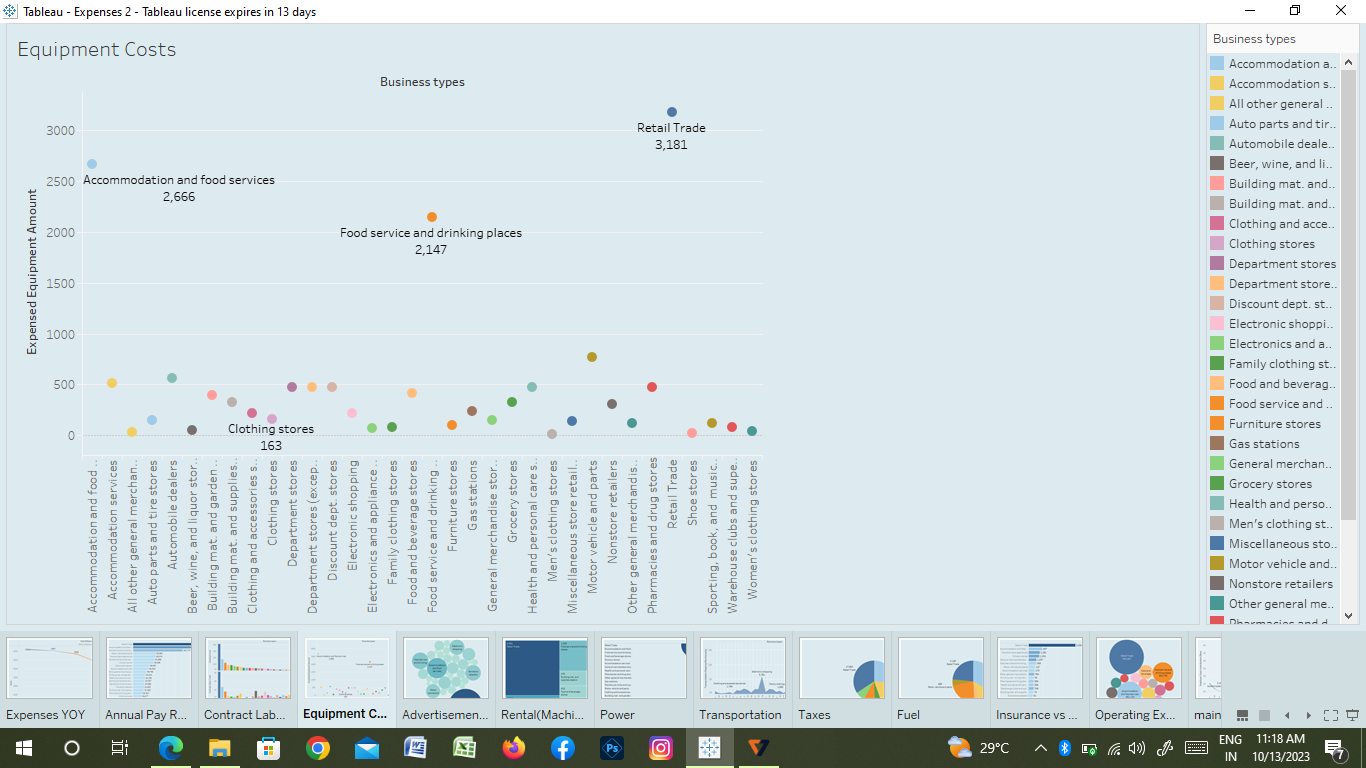 Tableau - Expenses 2 - Tableau license expires in 13 days
Equipment Costs
Business types
Expensed Equipment Amount
3000
2500
2000
1500
1000
500
0
Retail Trade
3,181
Accommodation and food services
2,666
Food service and drinking places
2,147
Clothing stores
163
Accommodation and food ..
Accommodation services
All other general merchan..
Auto parts and tire stores
Automobile dealers
Beer, wine, and liquor stor..
Building mat. and garden ..
Building mat. and supplies..
Clothing and accessories s..
Clothing stores
Department stores
Department stores (excep..
Discount dept. stores
Electronic shopping
Electronics and appliance ..
Family clothing stores
Food and beverage stores
Food service and drinking ..
Furniture stores
Gas stations
General merchandise stor..
Grocery stores
Health and personal care s..
Men's clothing stores
Miscellaneous store retail..
Motor vehicle and parts
Nonstore retailers
Other general merchandis..
Pharmacies and drug stores
Retail Trade
Shoe stores
Sporting, book, and music..
Warehouse clubs and supe..
Women's clothing stores
Business types
Accommodation a..
Accommodation s..
All other general ..
Auto parts and tir..
Automobile deale..
Beer, wine, and li..
Building mat. and..
Building mat. and..
Clothing and acce..
Clothing stores
Department stores
Department store..
Discount dept. st..
Electronic shoppi..
Electronics and a..
Family clothing st..
Food and beverag..
Food service and ..
Furniture stores
Gas stations
General merchan..
Grocery stores
Health and perso..
Men's clothing st..
Miscellaneous sto..
Motor vehicle and..
Nonstore retailers
Other general me..
Pharmacies and d..
Expenses YOY
Annual Pay R...
Contract Lab...
Equipment C...
Advertisemen...
Rental(Machi...
Power
Transportation
Taxes
Fuel
Insurance vs ...
Operating Ex...
main
29°C
ENG
IN
11:18 AM
10/13/2023
7